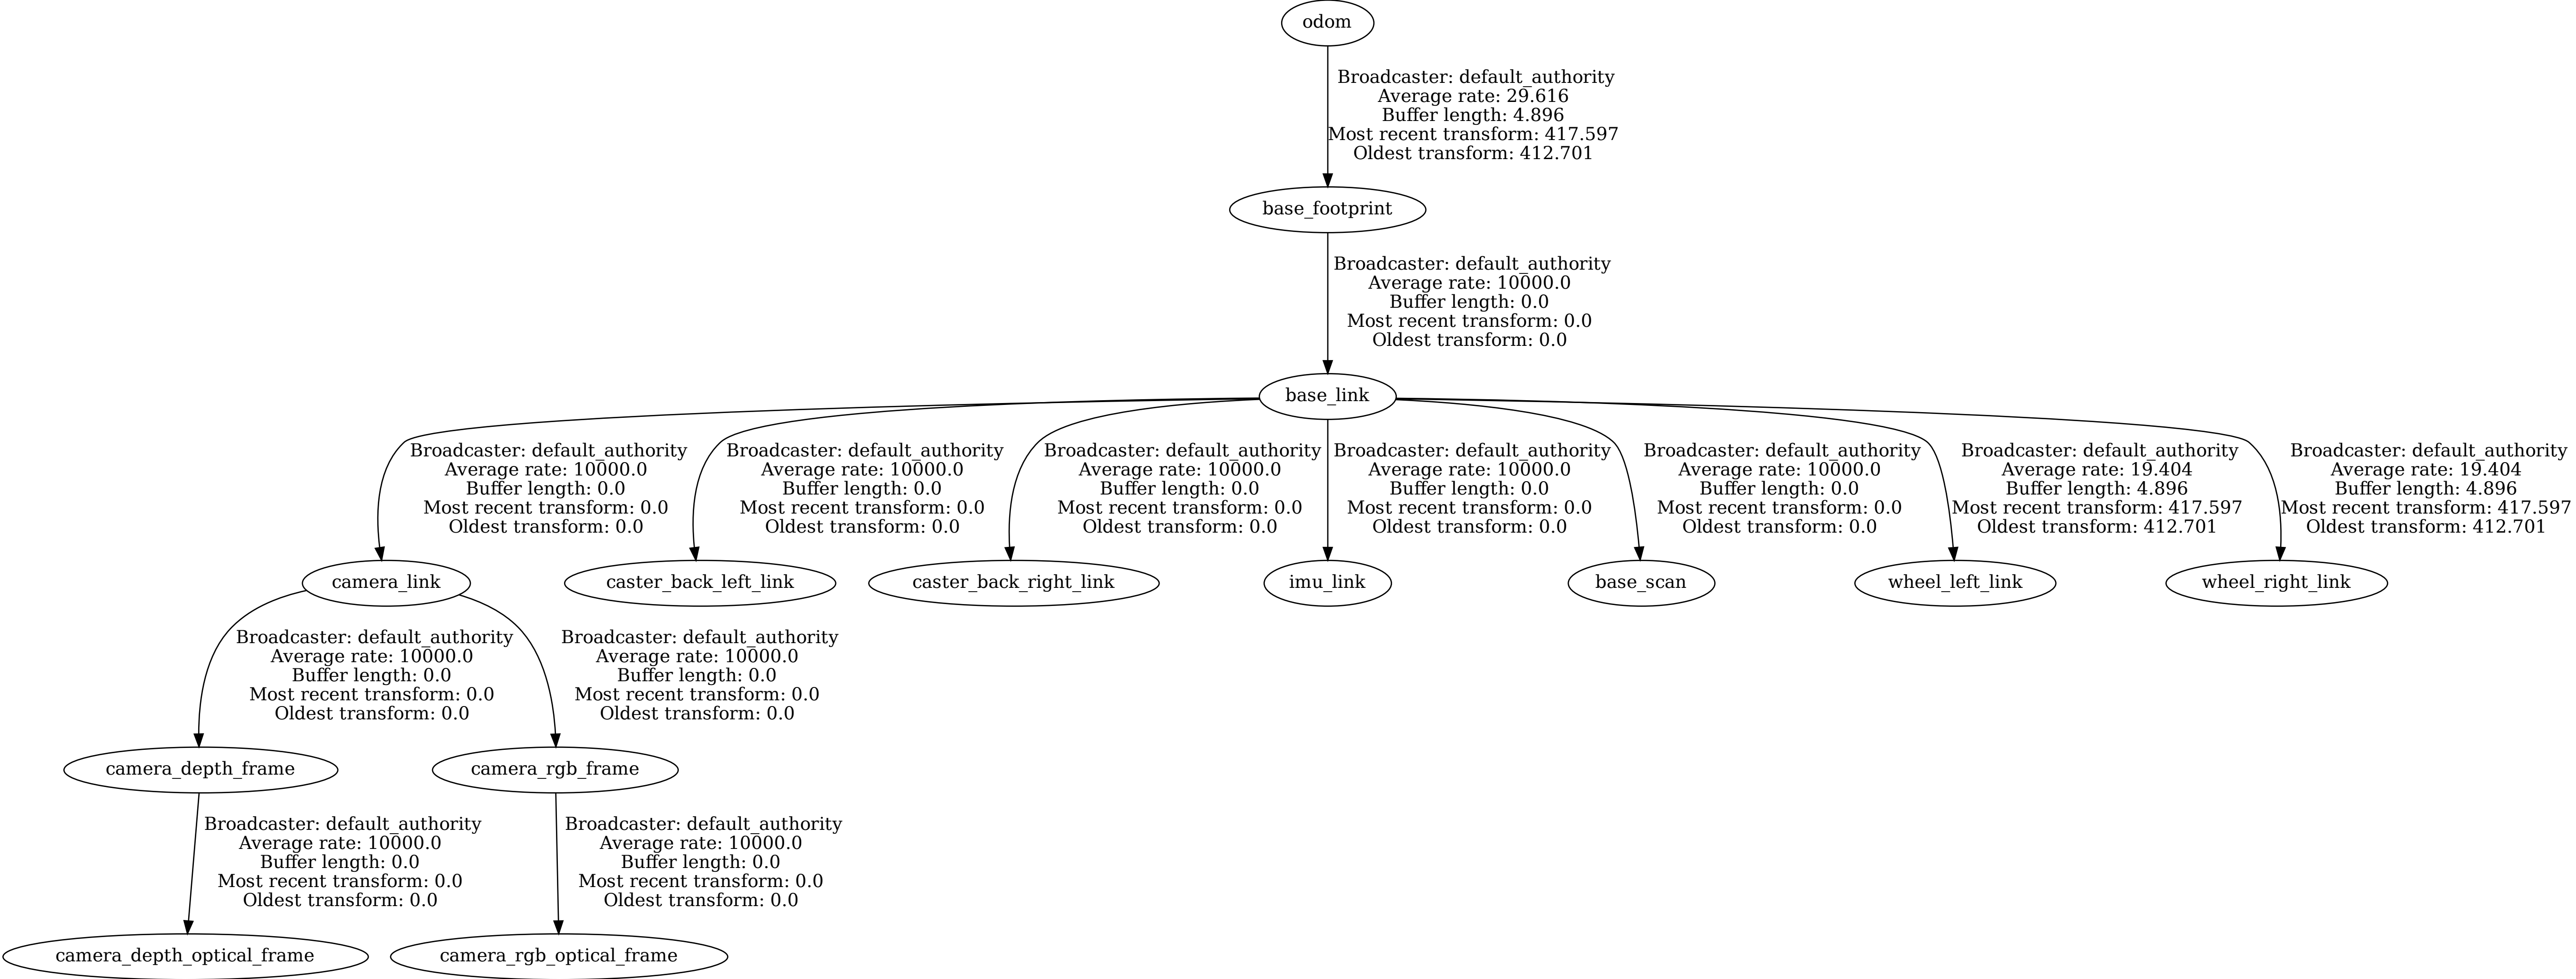 odom
Broadcaster: default_authority
Average rate: 29.616
Buffer length: 4.896
Most recent transform: 417.597
Oldest transform: 412.701
base_footprint
Broadcaster: default_authority
Average rate: 10000.0
Buffer length: 0.0
Most recent transform: 0.0
Oldest transform: 0.0
base_link
Broadcaster: default_authority
Average rate: 10000.0
Buffer length: 0.0
Most recent transform: 0.0
Oldest transform: 0.0
Broadcaster: default_authority
Average rate: 10000.0
Buffer length: 0.0
Most recent transform: 0.0
Oldest transform: 0.0
Broadcaster: default_authority
Average rate: 10000.0
Buffer length: 0.0
Most recent transform: 0.0
Oldest transform: 0.0
Broadcaster: default_authority
Average rate: 10000.0
Buffer length: 0.0
Most recent transform: 0.0
Oldest transform: 0.0
Broadcaster: default_authority
Average rate: 10000.0
Buffer length: 0.0
Most recent transform: 0.0
Oldest transform: 0.0
Broadcaster: default_authority
Average rate: 19.404
Buffer length: 4.896
Most recent transform: 417.597
Oldest transform: 412.701
Broadcaster: default_authority
Average rate: 19.404
Buffer length: 4.896
Most recent transform: 417.597
Oldest transform: 412.701
camera_link
caster_back_left_link
caster_back_right_link
imu_link
base_scan
wheel_left_link
wheel_right_link
Broadcaster: default_authority
Average rate: 10000.0
Buffer length: 0.0
Most recent transform: 0.0
Oldest transform: 0.0
Broadcaster: default_authority
Average rate: 10000.0
Buffer length: 0.0
Most recent transform: 0.0
Oldest transform: 0.0
camera_depth_frame
camera_rgb_frame
Broadcaster: default_authority
Average rate: 10000.0
Buffer length: 0.0
Most recent transform: 0.0
Oldest transform: 0.0
Broadcaster: default_authority
Average rate: 10000.0
Buffer length: 0.0
Most recent transform: 0.0
Oldest transform: 0.0
camera_depth_optical_frame
camera_rgb_optical_frame